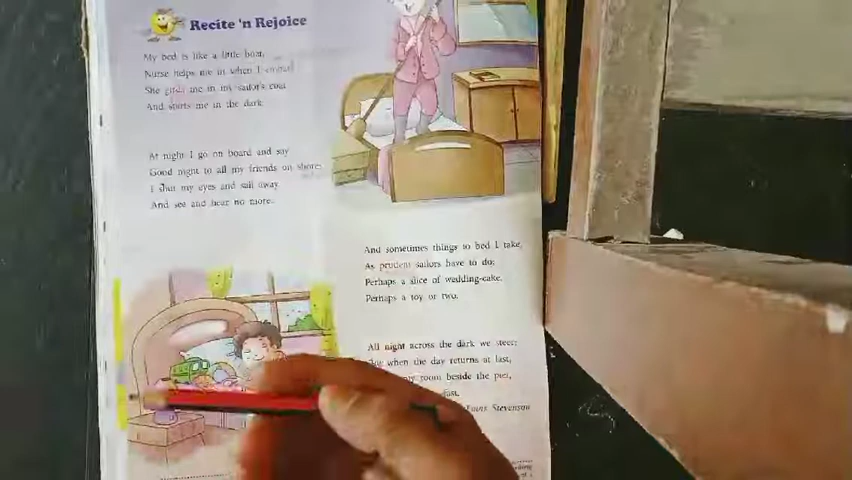 Recite 'n Rejoice
My bed is like a little boat,
Nurse helps me in when I embark
She girds me in my sailor's coat
And starts me in the dark.
At night I go on board and say
Good night to all my friends on shore;
I shut my eyes and sail away
And see and hear no more.
And sometimes things to bed I take,
As prudent sailors have to do;
Perhaps a slice of wedding-cake,
Perhaps a toy or two.
All night across the dark we steer;
when the day returns at last,
room beside the pier,
fast.
Stevenson